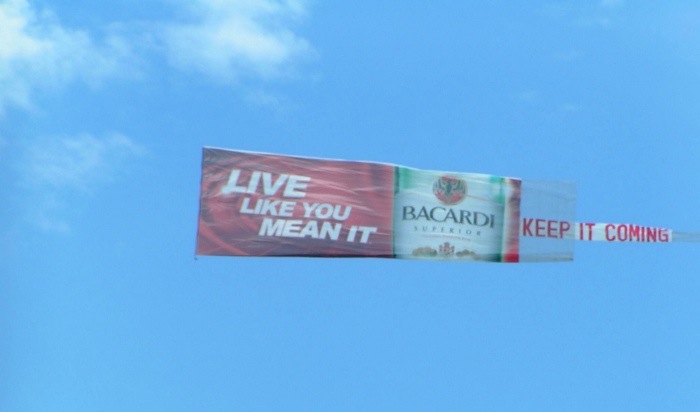 LIVE
LIKE YOU
MEAN IT
BACARDI
SUPERIOR
KEEP IT COMING